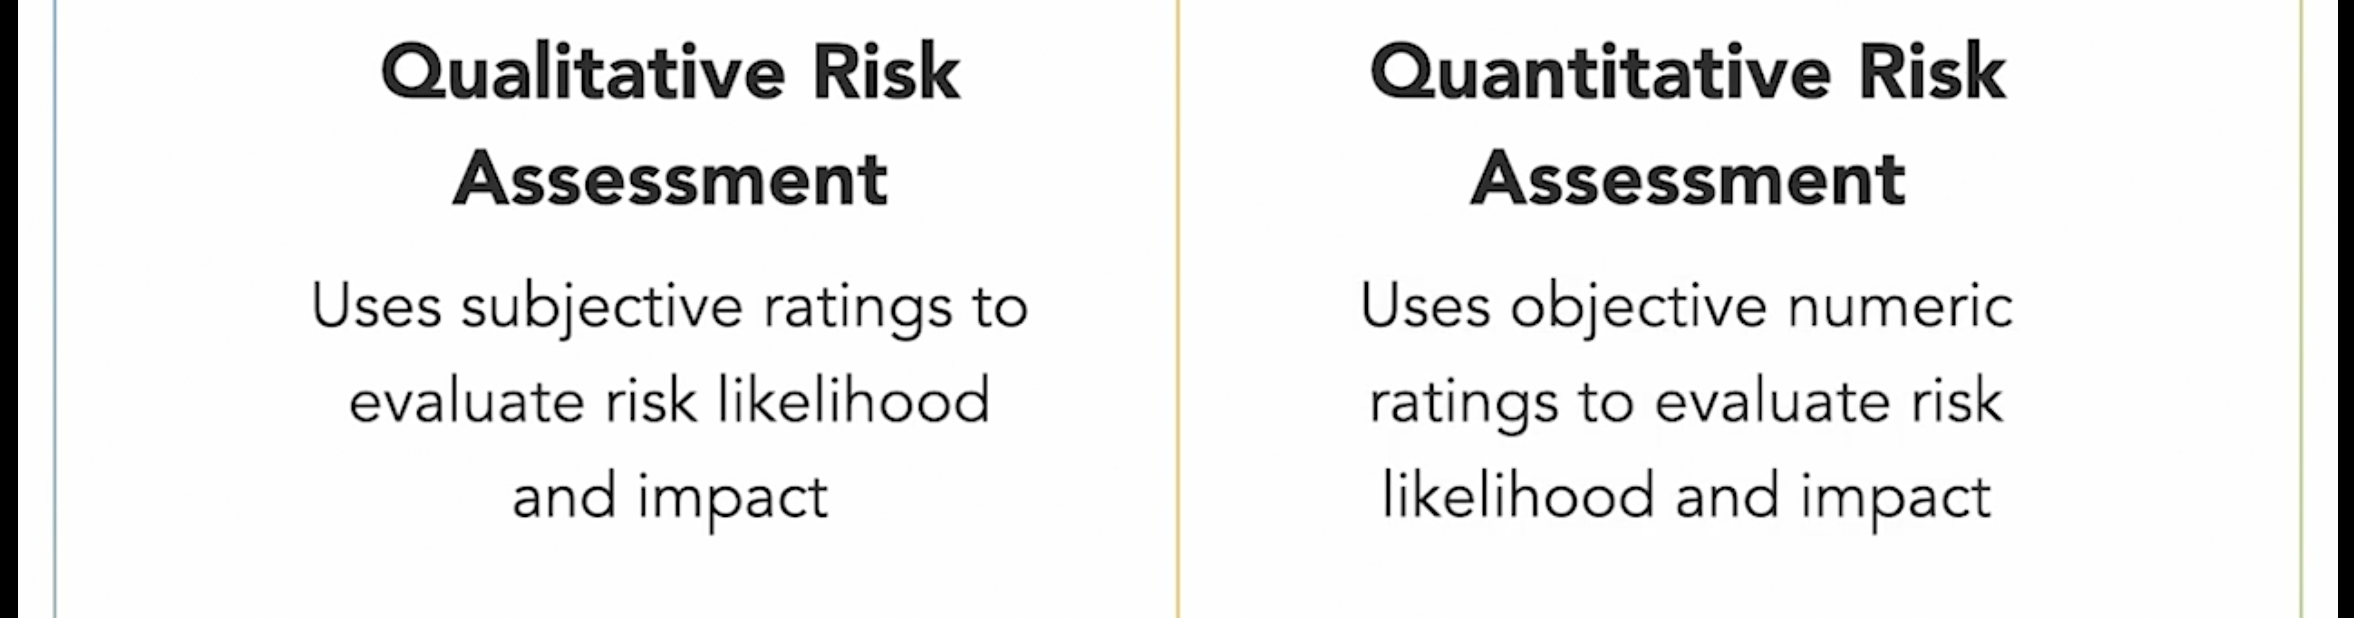 Qualitative Risk
Assessment
Uses subjective ratings to
evaluate risk likelihood
and impact
Quantitative Risk
Assessment
Uses objective numeric
ratings to evaluate risk
likelihood and impact